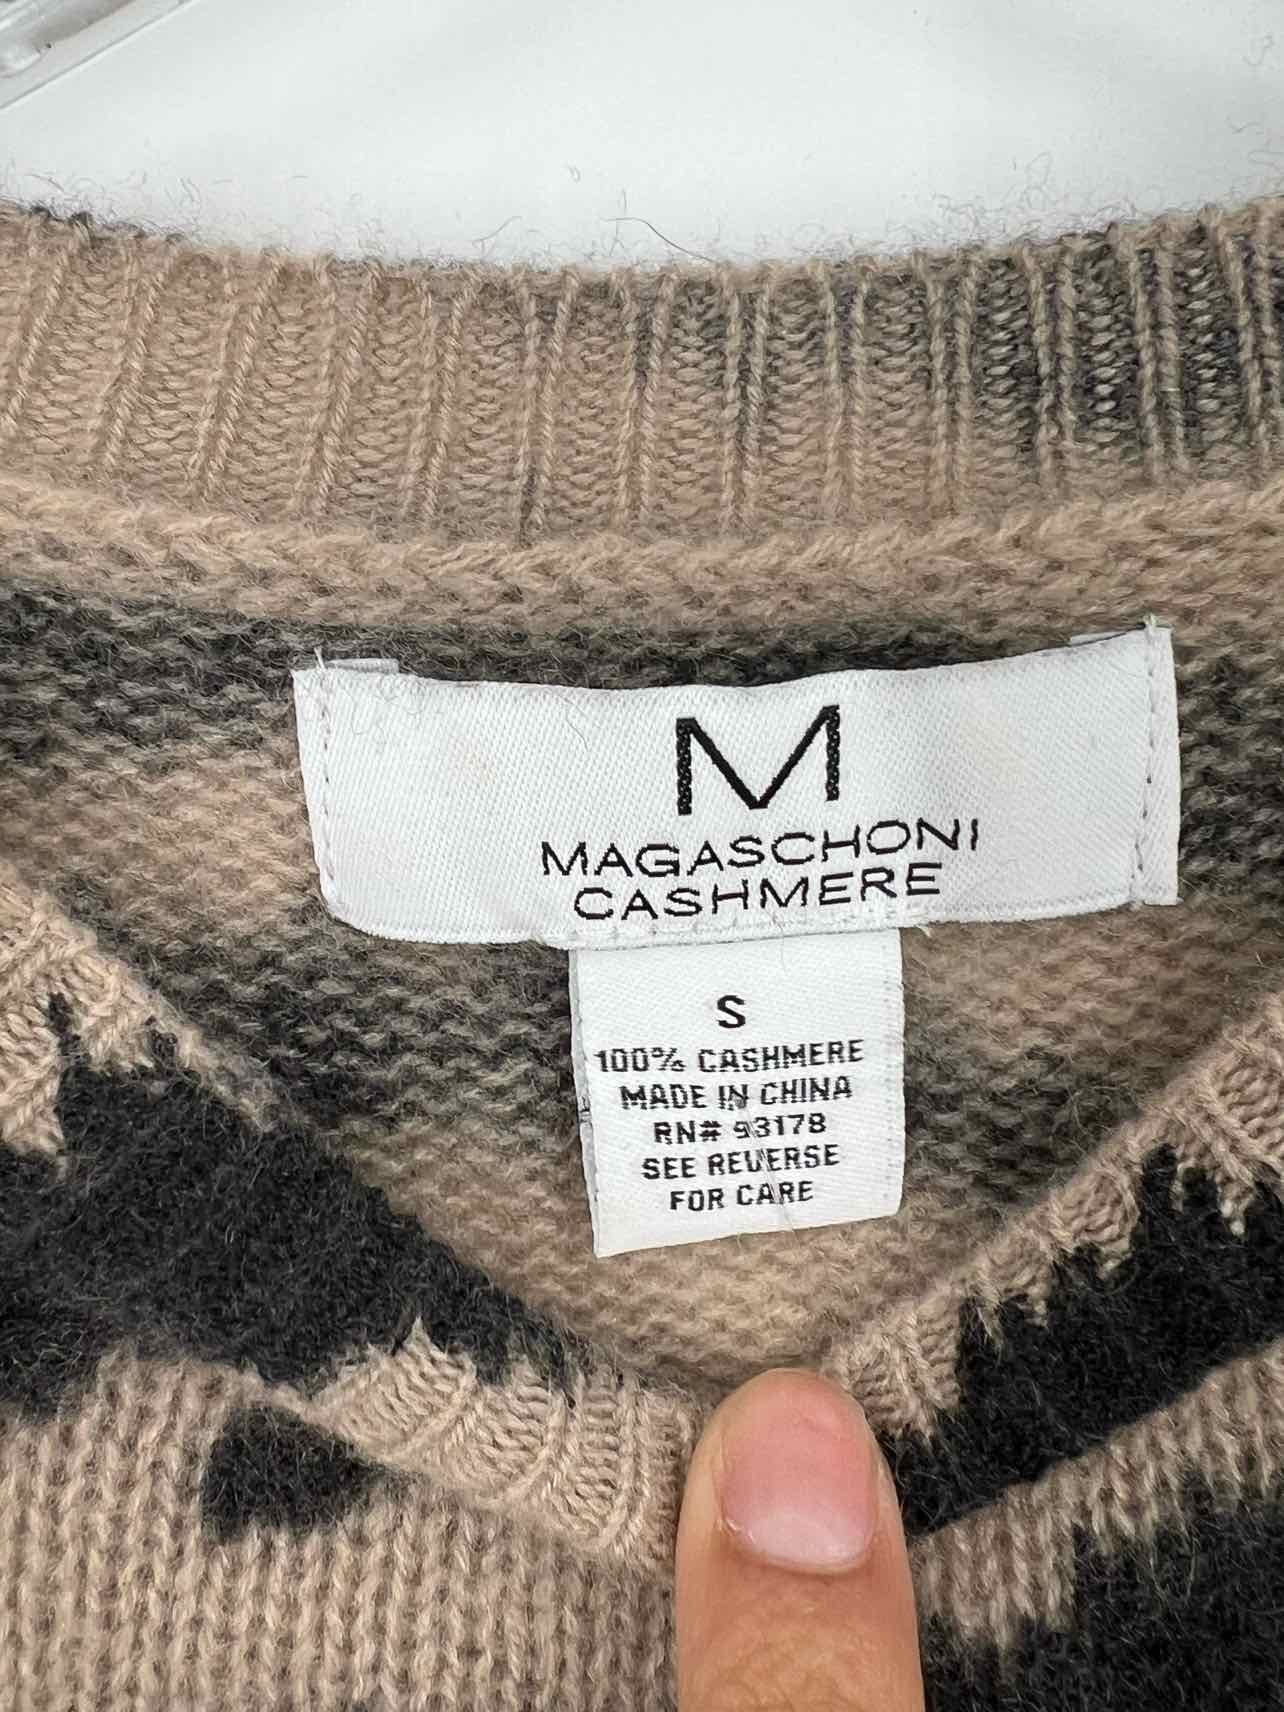 M
MAGASCHONI
CASHMERE
S
100% CASHMERE
MADE IN CHINA
RN# 93178
SEE REVERSE
FOR CARE